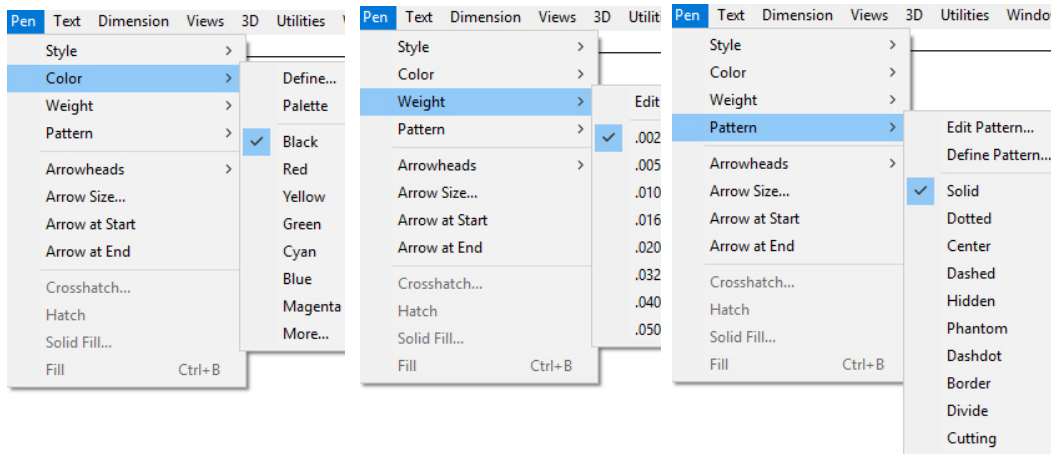 Pen Text Dimension Views 3D Utilities
Style
Color
Weight
Pattern
Arrowheads
Arrow Size...
Arrow at Start
Arrow at End
Crosshatch...
Hatch
Solid Fill...
Fill Ctrl+B
Define...
Palette
Black
Red
Yellow
Green
Cyan
Blue
Magenta
More...
Pen Text Dimension Views 3D Utilit
Style
Color
Weight
Pattern
Arrowheads
Arrow Size...
Arrow at Start
Arrow at End
Crosshatch...
Hatch
Solid Fill...
Fill Ctrl+B
Edit
.002
.005
.010
.016
.020
.032
.040
.050
Pen Text Dimension Views 3D Utilities Windo
Style
Color
Weight
Pattern
Arrowheads
Arrow Size...
Arrow at Start
Arrow at End
Crosshatch...
Hatch
Solid Fill...
Fill Ctrl+B
Edit Pattern...
Define Pattern...
Solid
Dotted
Center
Dashed
Hidden
Phantom
Dashdot
Border
Divide
Cutting